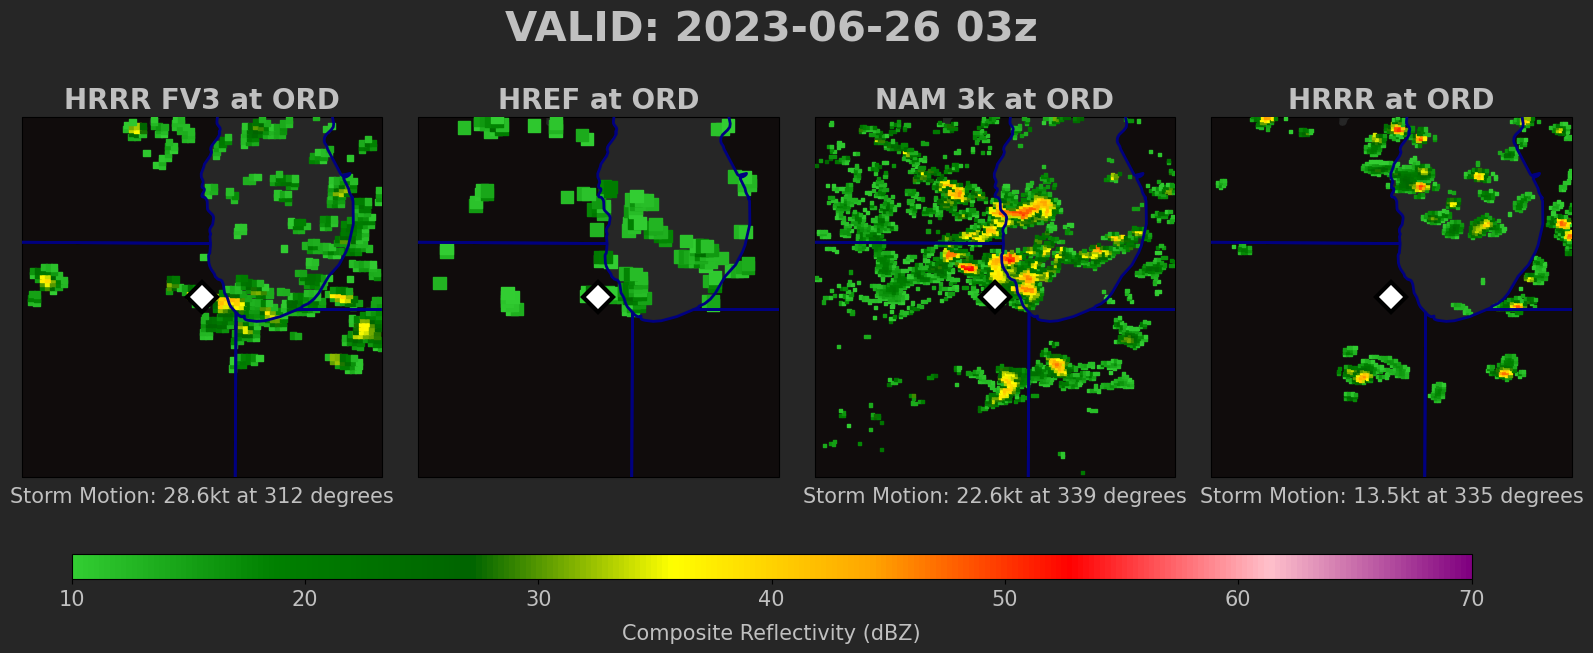 VALID: 2023-06-26 03z
HRRR FV3 at ORD
HREF at ORD
NAM 3k at ORD
HRRR at ORD
Storm Motion: 28.6kt at 312 degrees
Storm Motion: 22.6kt at 339 degrees
Storm Motion: 13.5kt at 335 degrees
10 20 30 40 50 60 70
Composite Reflectivity (dBZ)